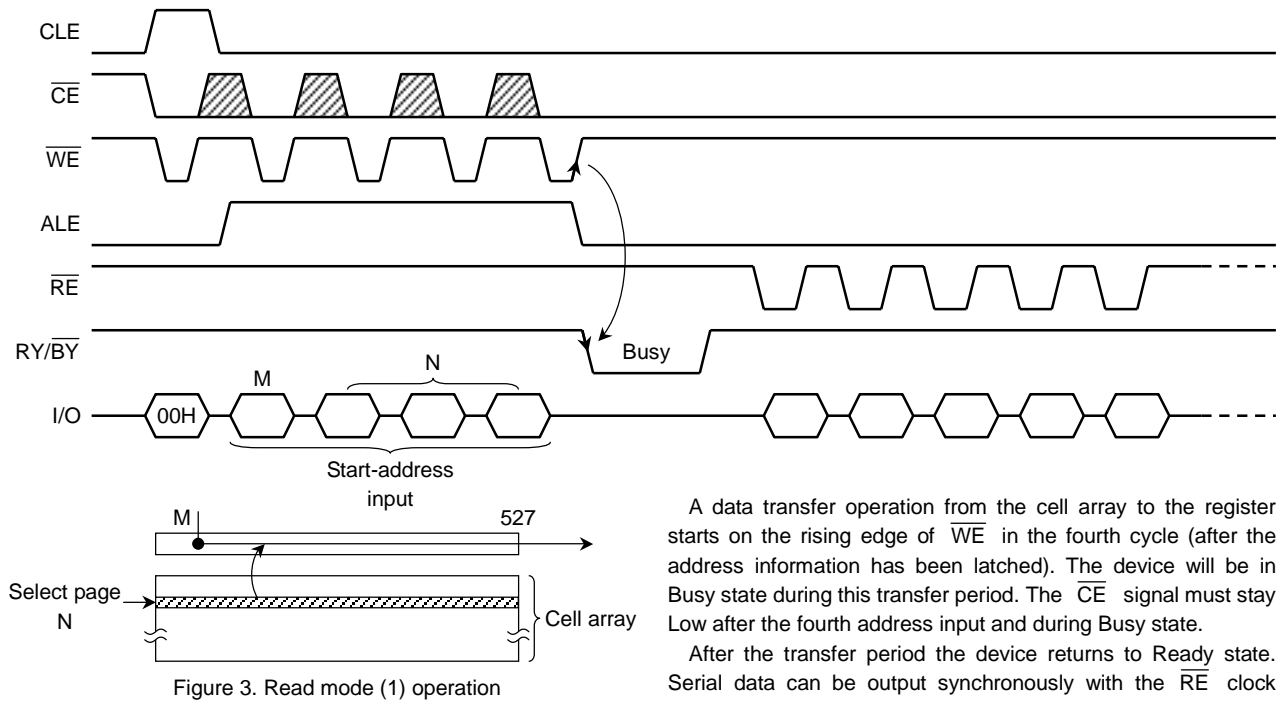 CLE
CE
WE
ALE
RE
RY/BY
Busy
M
N
I/O
00H
Start-address
input
M
527
Select page
N
Cell array
Figure 3. Read mode (1) operation
A data transfer operation from the cell array to the register
starts on the rising edge of WE in the fourth cycle (after the
address information has been latched). The device will be in
Busy state during this transfer period. The CE signal must stay
Low after the fourth address input and during Busy state.
After the transfer period the device returns to Ready state.
Serial data can be output synchronously with the RE clock